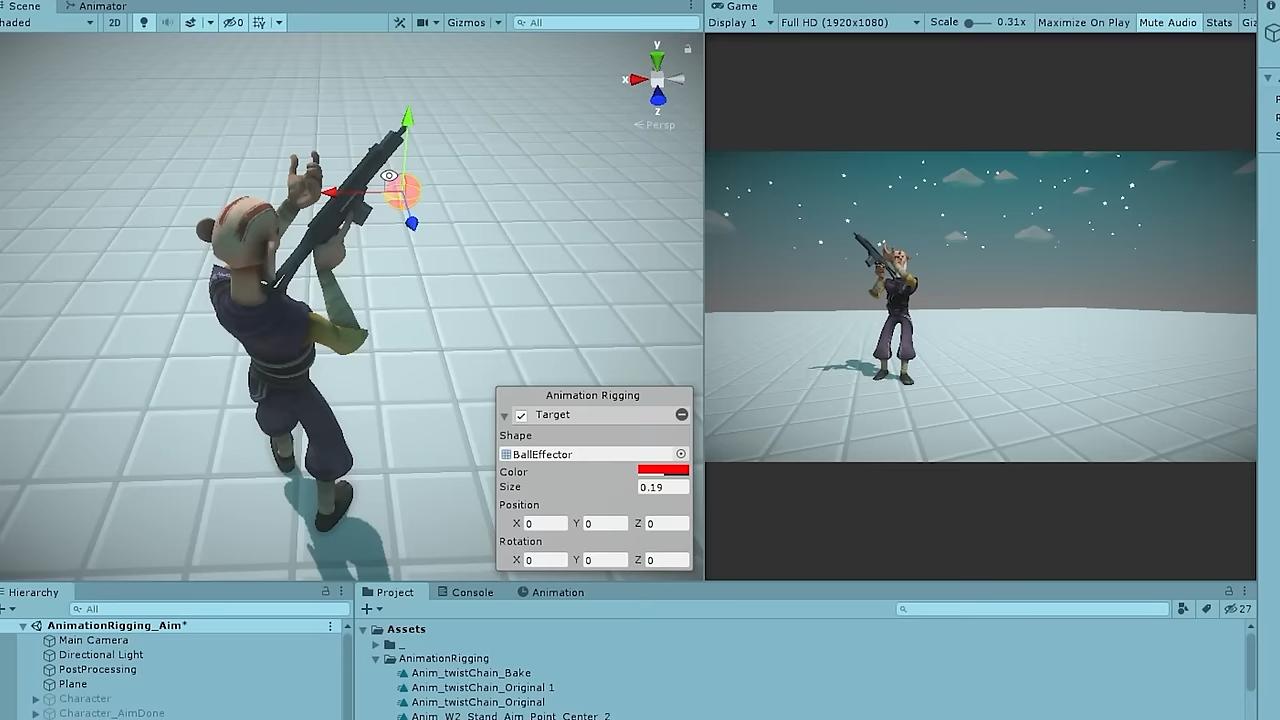 Scene
Animator
haded
2D
0
Gizmos
All
y
x
z
Persp
Animation Rigging
Target
Shape
BallEffector
Color
Size
0.19
Position
X 0 Y 0 Z 0
Rotation
X 0 Y 0 Z 0
Game
Display 1
Full HD (1920x1080)
Scale
0.31x
Maximize On Play
Mute Audio
Stats
Giz
Hierarchy
All
AnimationRigging_Aim*
Main Camera
Directional Light
PostProcessing
Plane
Character
Character_AimDone
Project
Console
Animation
27
Assets
_
AnimationRigging
Anim_twistChain_Bake
Anim_twistChain_Original 1
Anim_twistChain_Original
Anim_W2_Stand_Aim_Point_Center_2